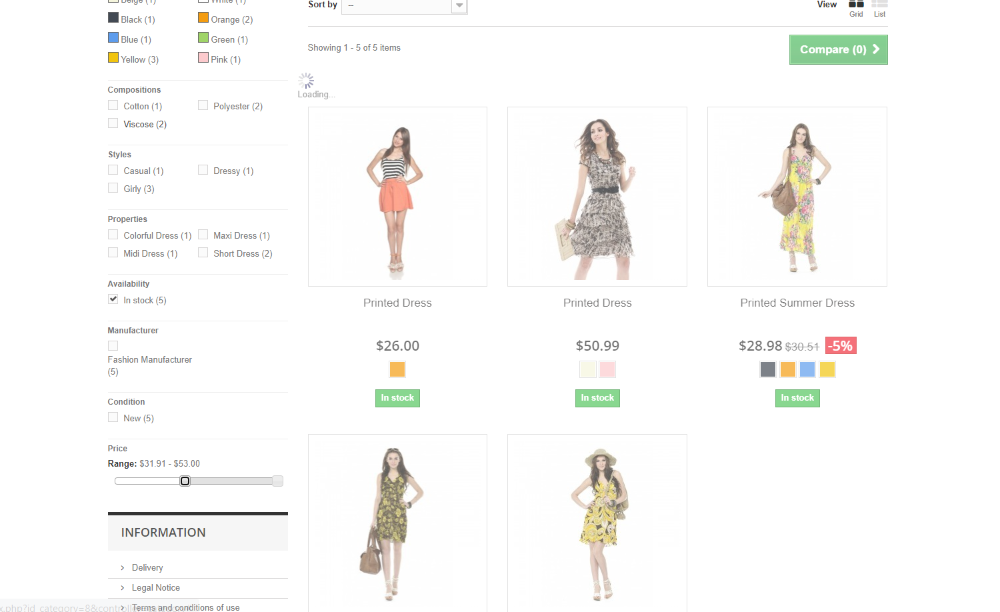 Beige (1) White (1)
Black (1) Orange (2)
Blue (1) Green (1)
Yellow (3) Pink (1)
Compositions
Cotton (1) Polyester (2)
Viscose (2)
Styles
Casual (1) Dressy (1)
Girly (3)
Properties
Colorful Dress (1) Maxi Dress (1)
Midi Dress (1) Short Dress (2)
Availability
In stock (5)
Manufacturer
Fashion Manufacturer
(5)
Condition
New (5)
Price
Range: $31.91 - $53.00
INFORMATION
Delivery
Legal Notice
Terms and conditions of use
Sort by --
View
Grid List
Showing 1 - 5 of 5 items
Compare (0)
Loading...
Printed Dress
$26.00
In stock
Printed Dress
$50.99
In stock
Printed Summer Dress
$28.98 $30.51 -5%
In stock